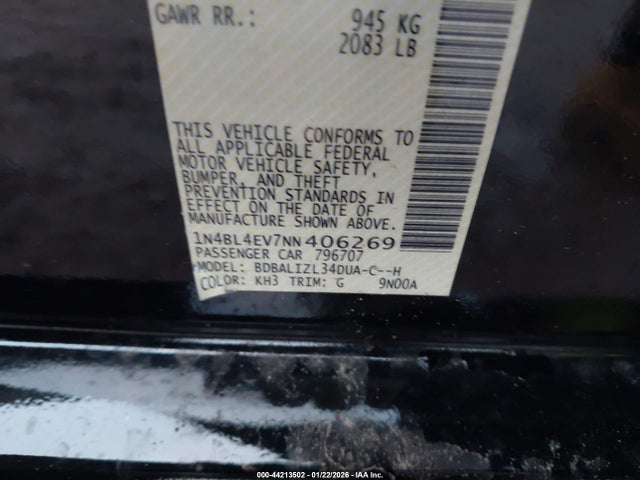 GAWR RR.: 945 KG
2083 LB
THIS VEHICLE CONFORMS TO
ALL APPLICABLE FEDERAL
MOTOR VEHICLE SAFETY,
BUMPER, AND THEFT
PREVENTION STANDARDS IN
EFFECT ON THE DATE OF
MANUFACTURE SHOWN ABOVE.
1N4BL4EV7NN406269
PASSENGER CAR 796707
MODEL: BDBALIZL34DUA-C--H
COLOR: KH3 TRIM: G 9N00A
000-44213502 - 01/22/2026 - IAA Inc.